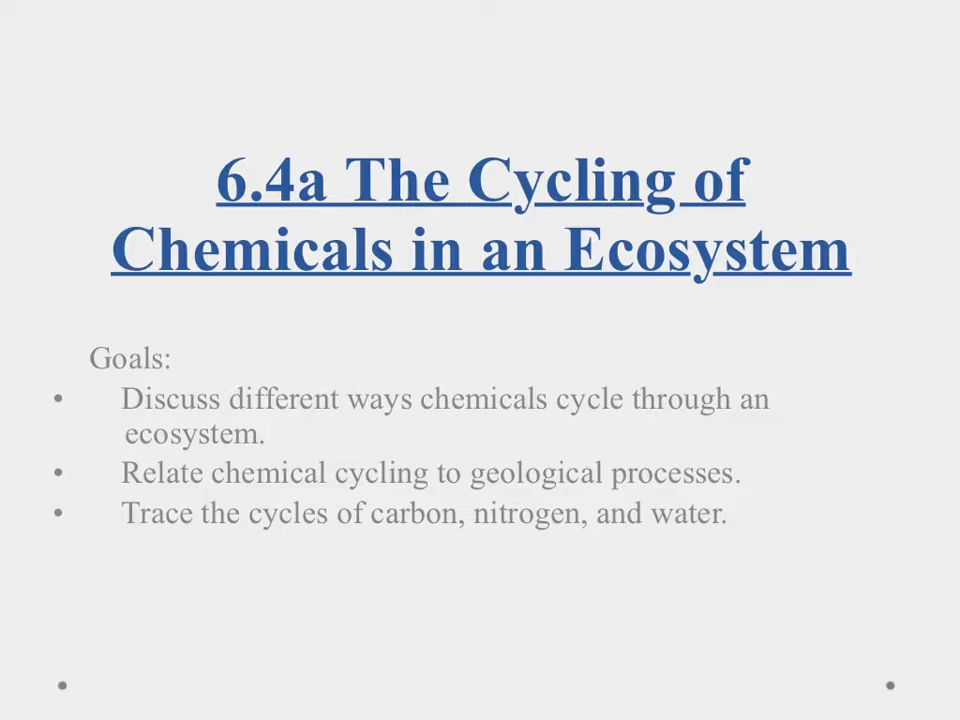 6.4a The Cycling of
Chemicals in an Ecosystem
Goals:
• Discuss different ways chemicals cycle through an
ecosystem.
• Relate chemical cycling to geological processes.
• Trace the cycles of carbon, nitrogen, and water.